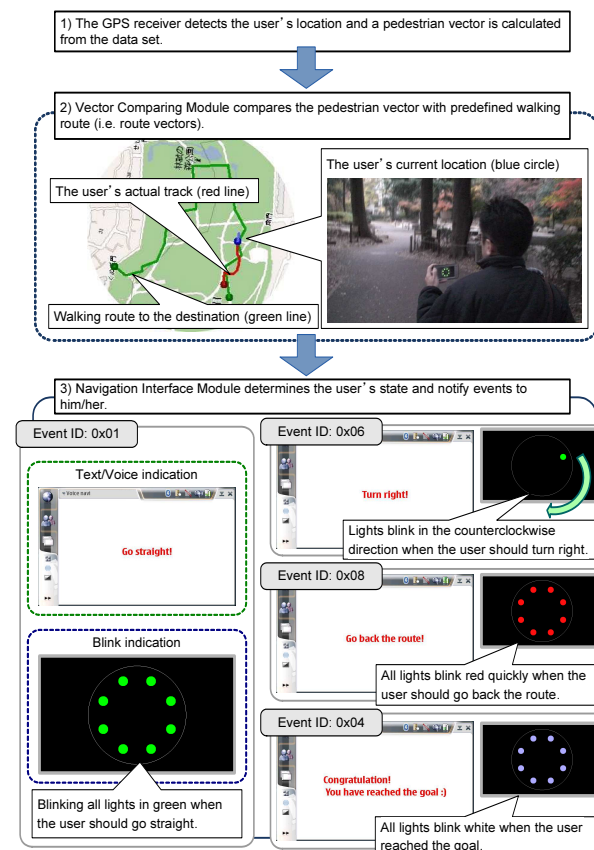 1) The GPS receiver detects the user's location and a pedestrian vector is calculated
from the data set.
2) Vector Comparing Module compares the pedestrian vector with predefined walking
route (i.e. route vectors).
The user's actual track (red line)
The user's current location (blue circle)
Walking route to the destination (green line)
3) Navigation Interface Module determines the user's state and notify events to
him/her.
Event ID: 0x01
Text/Voice indication
Voice navi
Go straight!
Blink indication
Blinking all lights in green when
the user should go straight.
Event ID: 0x06
Turn right!
Lights blink in the counterclockwise
direction when the user should turn right.
Event ID: 0x08
Go back the route!
All lights blink red quickly when the
user should go back the route.
Event ID: 0x04
Congratulation!
You have reached the goal :)
All lights blink white when the user
reached the goal.